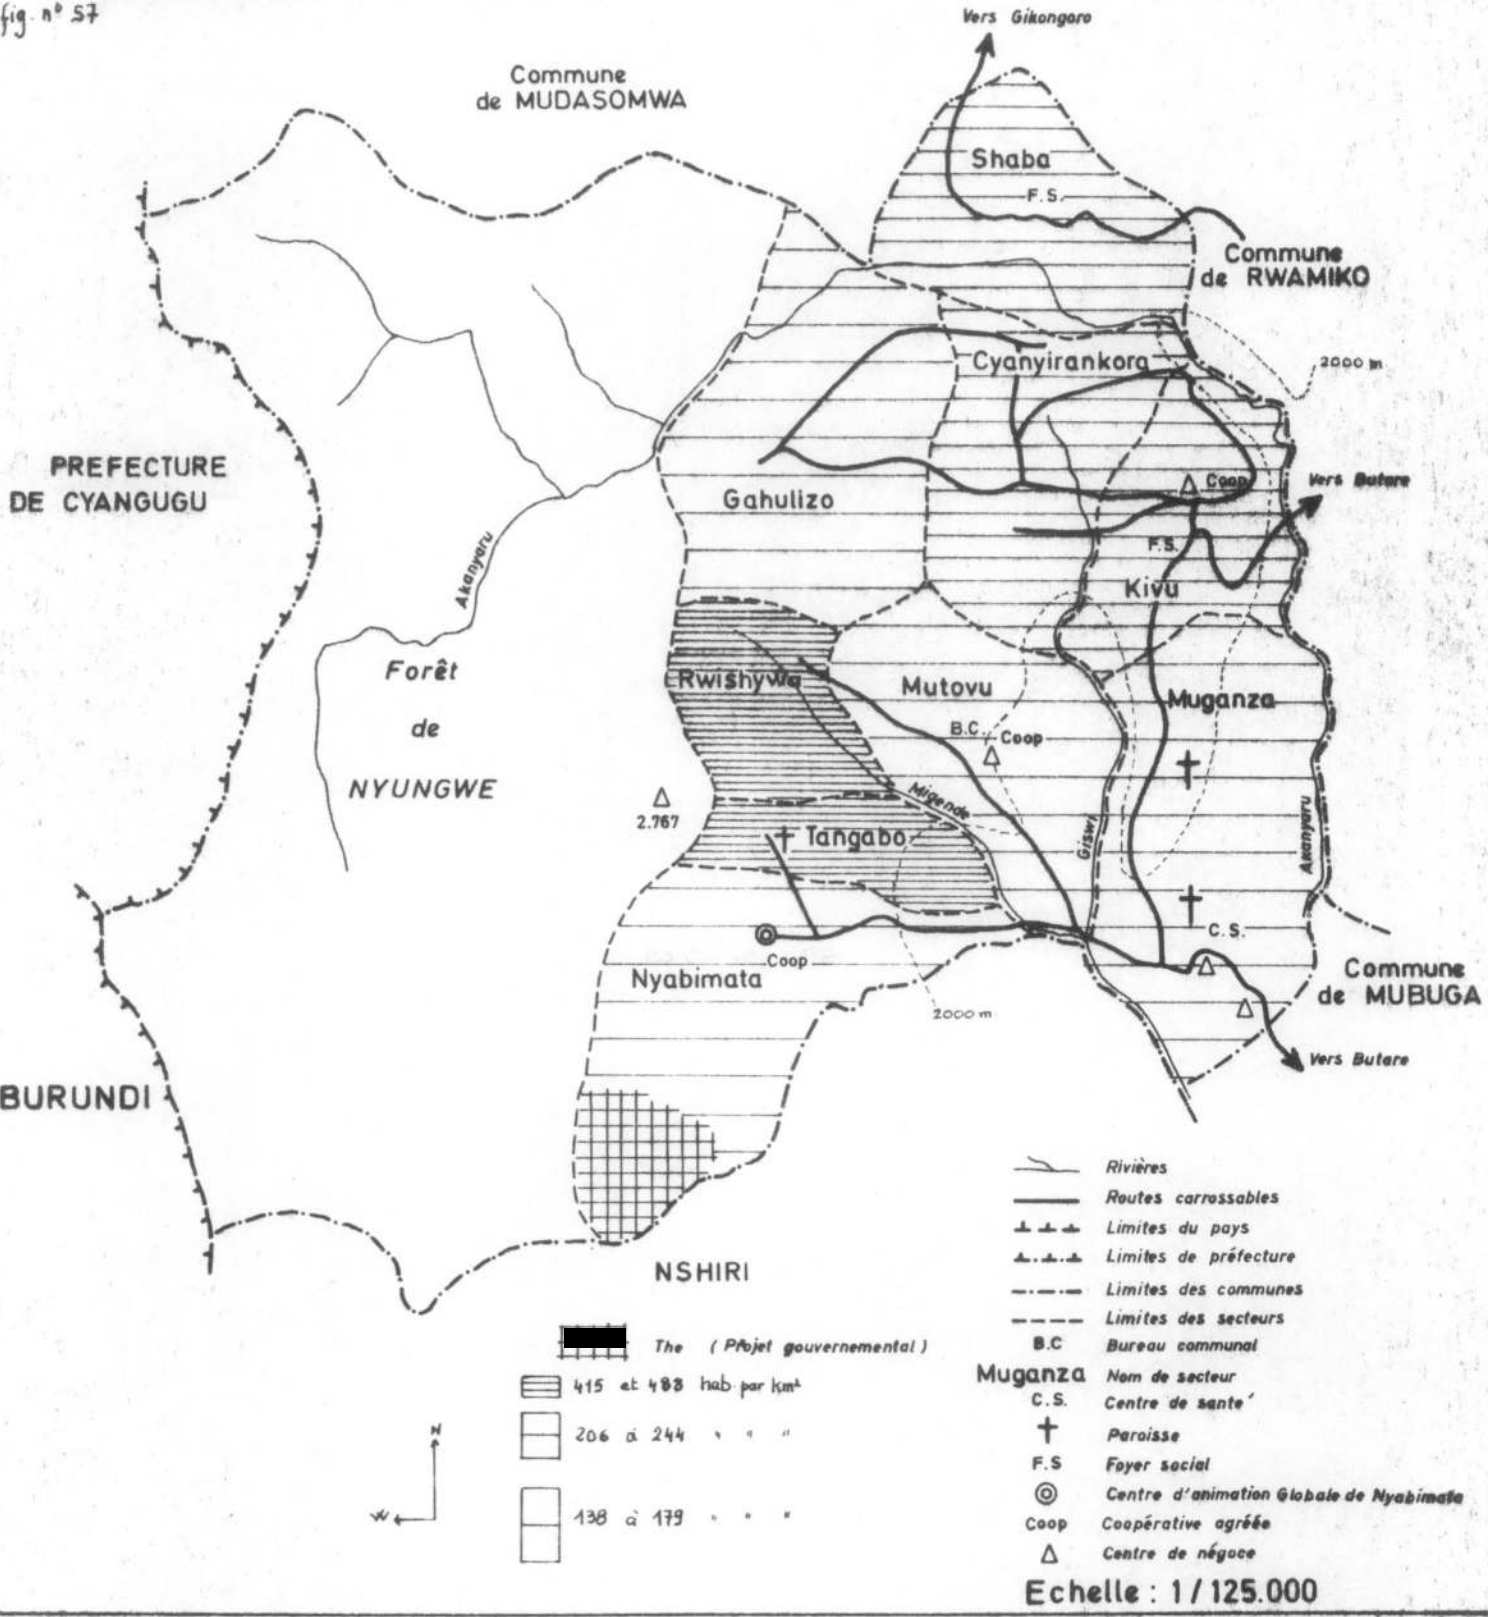 fig. nº 57
Vers Gikongoro
Commune
de MUDASOMWA
Shaba
F.S.
Commune
de RWAMIKO
2000 m
Cyanyirankora
PREFECTURE
DE CYANGUGU
Gahulizo
Coop
Vers Butare
Akanyaru
F.S.
Kivu
Forêt
de
NYUNGWE
Rwishywa
Mutovu
Muganza
B.C.
Coop
2.767
Migende
Tangabo
Giswi
Akanyaru
C.S.
Coop
Nyabimata
Commune
de MUBUGA
2000 m
Vers Butare
BURUNDI
NSHIRI
Rivières
Routes carrossables
Limites du pays
Limites de préfecture
Limites des communes
Limites des secteurs
B.C Bureau communal
Muganza Nom de secteur
C.S. Centre de santé
Paroisse
F.S Foyer social
Centre d'animation Globale de Nyabimata
Coop Coopérative agréée
Centre de négoce
Echelle : 1/125.000
The (Projet gouvernemental)
415 et 488 hab. par km²
206 à 244 " " "
138 à 179 " " "
N
W